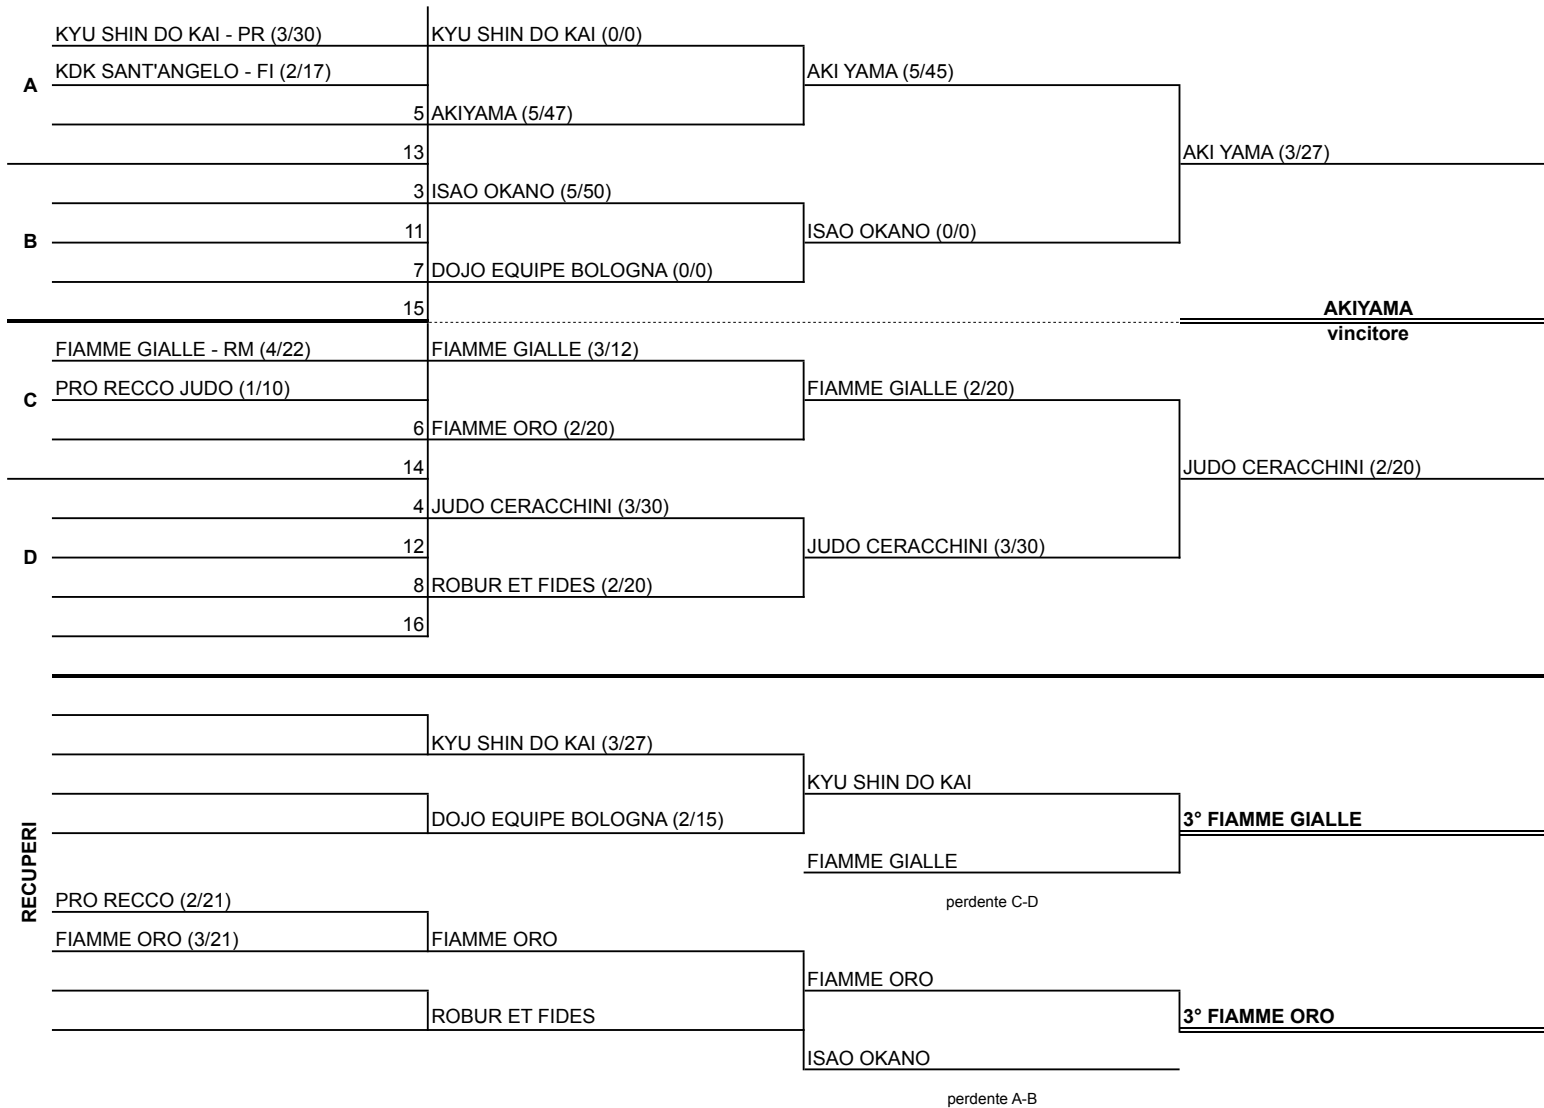 KYU SHIN DO KAI - PR (3/30)
KYU SHIN DO KAI (0/0)
A
KDK SANT'ANGELO - FI (2/17)
AKI YAMA (5/45)
5 AKIYAMA (5/47)
13
AKI YAMA (3/27)
3 ISAO OKANO (5/50)
B
11
ISAO OKANO (0/0)
7 DOJO EQUIPE BOLOGNA (0/0)
15
AKIYAMA
vincitore
FIAMME GIALLE - RM (4/22)
FIAMME GIALLE (3/12)
C
PRO RECCO JUDO (1/10)
FIAMME GIALLE (2/20)
6 FIAMME ORO (2/20)
14
JUDO CERACCHINI (2/20)
4 JUDO CERACCHINI (3/30)
D
12
JUDO CERACCHINI (3/30)
8 ROBUR ET FIDES (2/20)
16
RECUPERI
KYU SHIN DO KAI (3/27)
KYU SHIN DO KAI
DOJO EQUIPE BOLOGNA (2/15)
3° FIAMME GIALLE
FIAMME GIALLE
perdente C-D
PRO RECCO (2/21)
FIAMME ORO (3/21)
FIAMME ORO
FIAMME ORO
ROBUR ET FIDES
3° FIAMME ORO
ISAO OKANO
perdente A-B